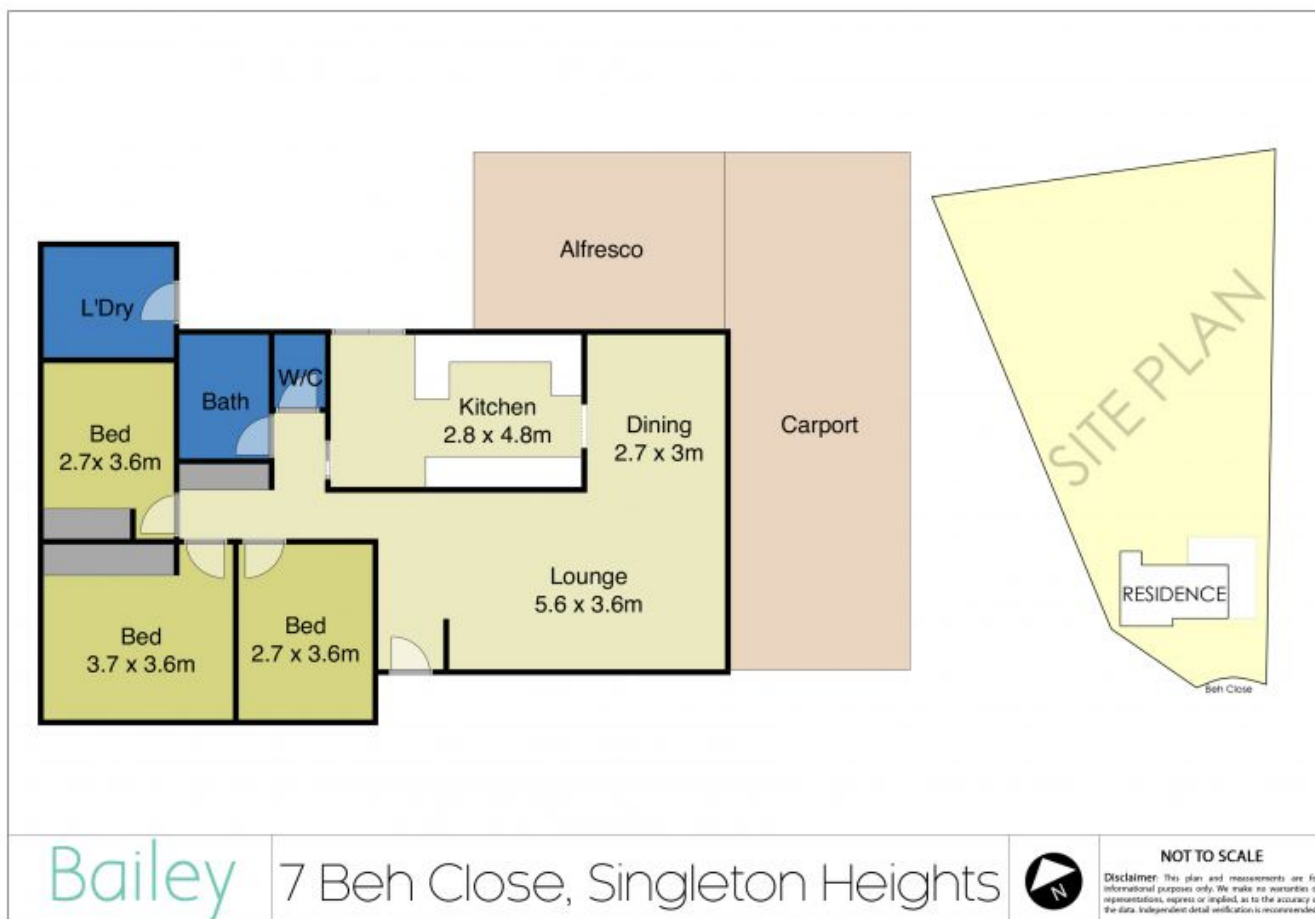 Alfresco
L'Dry
W/C
Bath
Kitchen
2.8 x 4.8m
Dining
2.7 x 3m
Carport
Bed
2.7x 3.6m
Lounge
5.6 x 3.6m
Bed
3.7 x 3.6m
Bed
2.7 x 3.6m
SITE PLAN
RESIDENCE
Beh Close
Bailey
7 Beh Close, Singleton Heights
N
NOT TO SCALE
Disclaimer: This plan and measurements are
informational purposes only. We make no warranties
representations, express or implied, as to the accuracy
the data. Independent detail verification is recommended